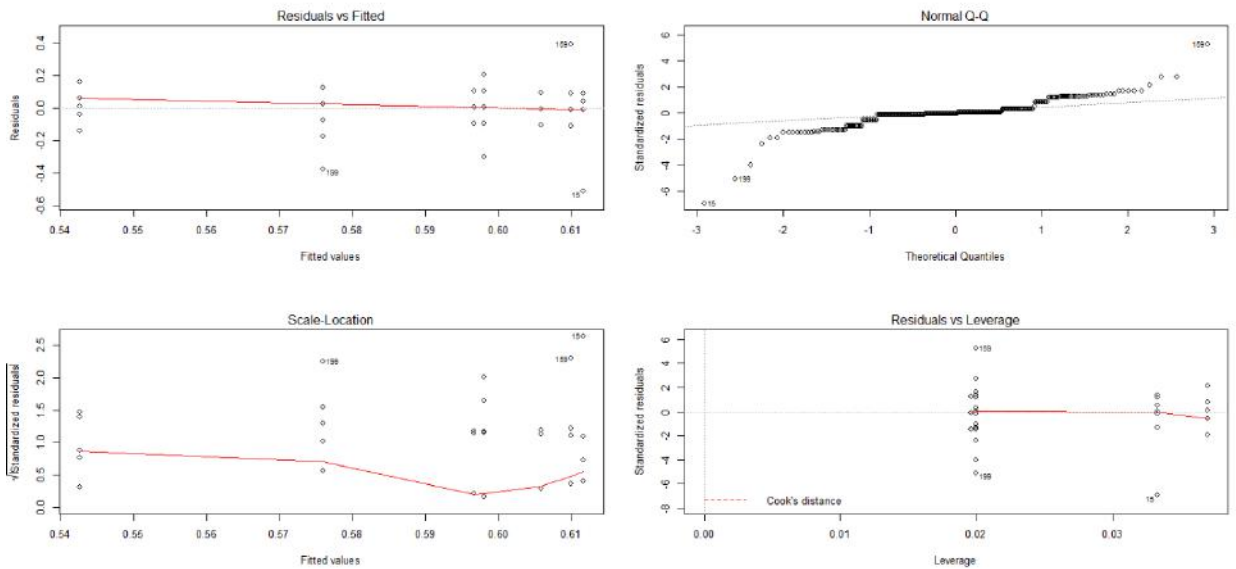 Residuals vs Fitted
0.4
0.2
0.0
-0.2
-0.4
-0.6
Residuals
159
199
15
0.54 0.55 0.56 0.57 0.58 0.59 0.60 0.61
Fitted values
Normal Q-Q
6
4
2
0
-2
-4
-6
Standardized residuals
159
199
15
-3 -2 -1 0 1 2 3
Theoretical Quantiles
Scale-Location
2.5
2.0
1.5
1.0
0.5
0.0
√|Standardized residuals|
15
159
199
0.54 0.55 0.56 0.57 0.58 0.59 0.60 0.61
Fitted values
Residuals vs Leverage
6
4
2
0
-2
-4
-6
-8
Standardized residuals
159
199
15
Cook's distance
0.00 0.01 0.02 0.03
Leverage